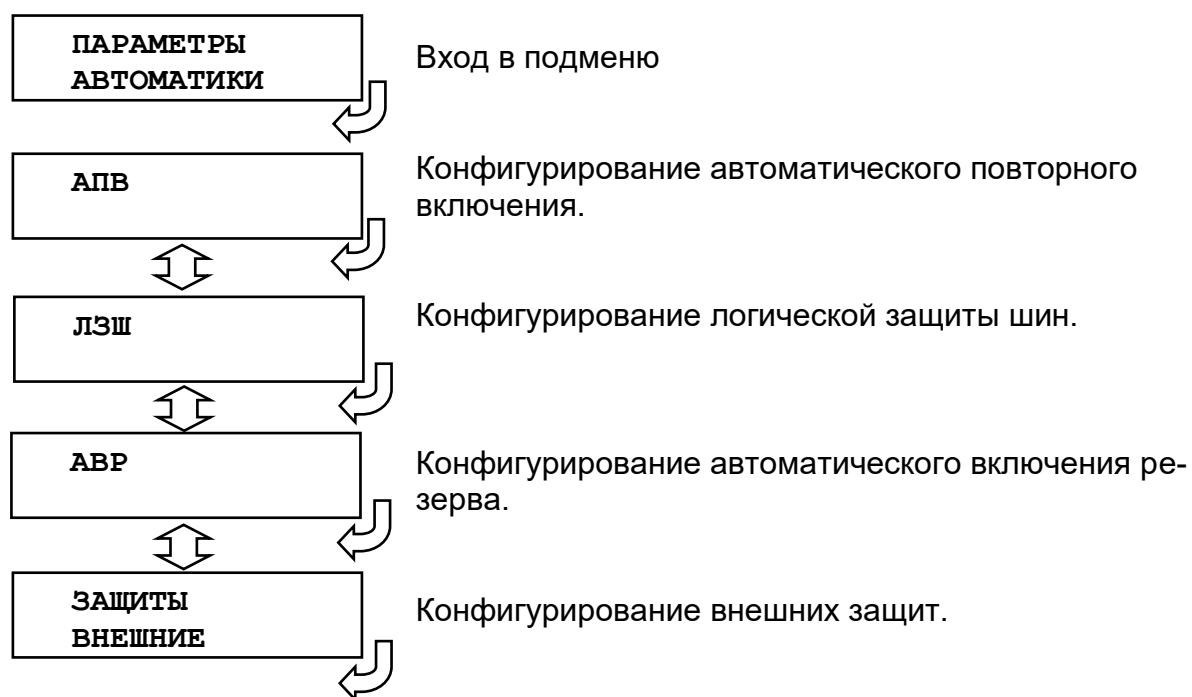 ПАРАМЕТРЫ
АВТОМАТИКИ
Вход в подменю
АПВ
Конфигурирование автоматического повторного
включения.
ЛЗШ
Конфигурирование логической защиты шин.
АВР
Конфигурирование автоматического включения ре-
зерва.
ЗАЩИТЫ
ВНЕШНИЕ
Конфигурирование внешних защит.